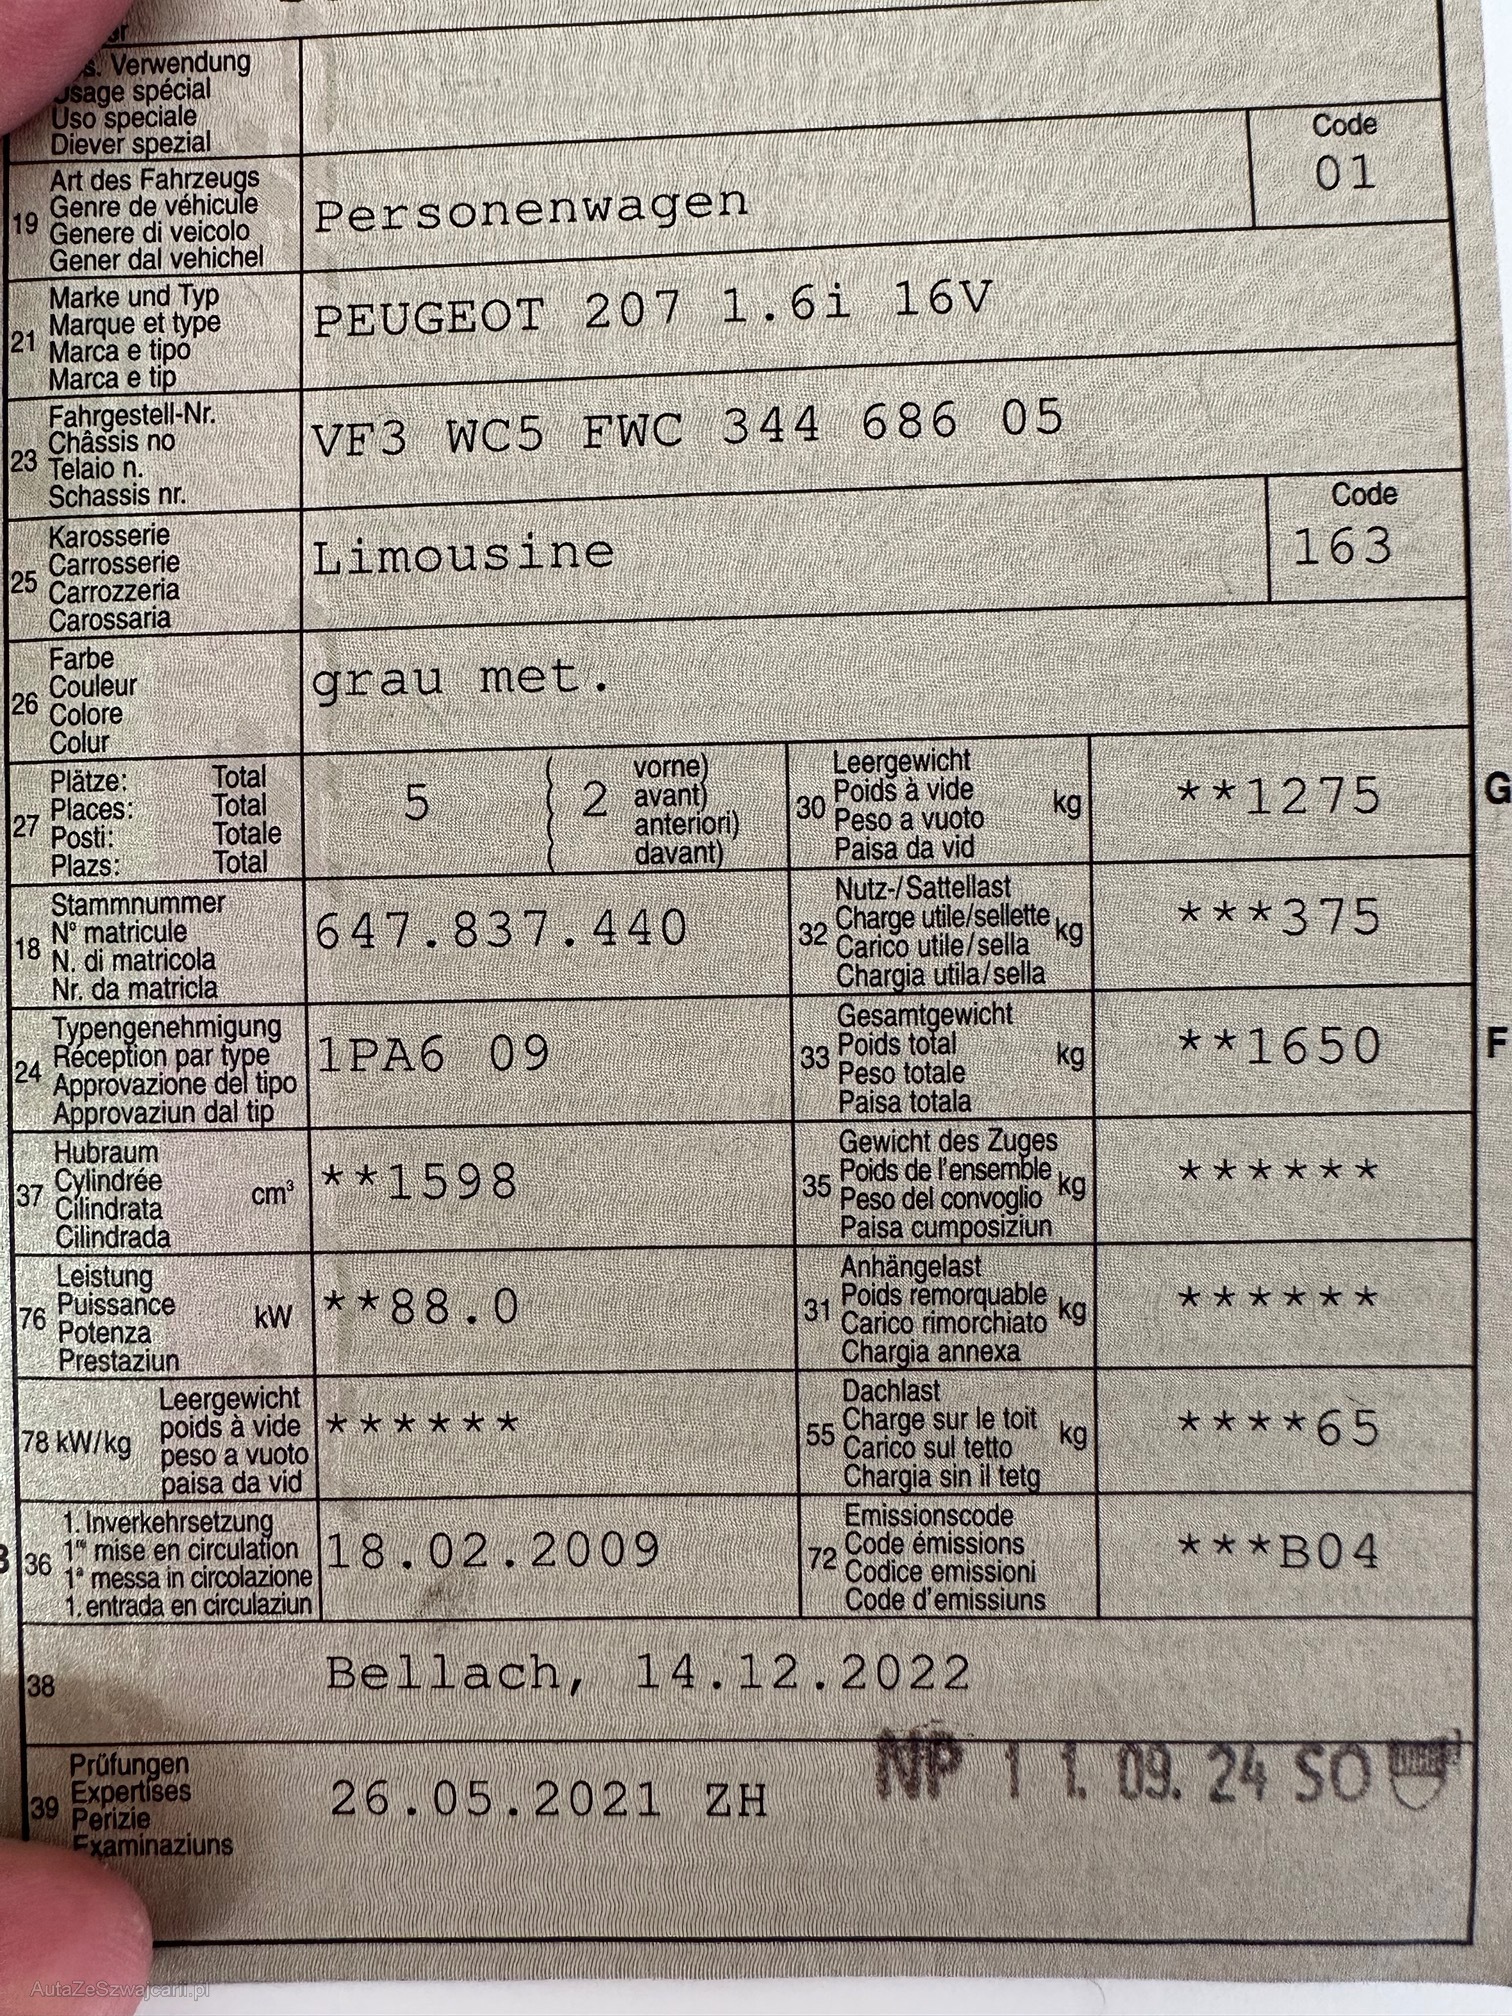 s. Verwendung
Usage spécial
Uso speciale
Diever spezial
19 Art des Fahrzeugs
Genre de véhicule
Genere di veicolo
Gener dal vehichel
Personenwagen
Code
01
21 Marke und Typ
Marque et type
Marca e tipo
Marca e tip
PEUGEOT 207 1.6i 16V
23 Fahrgestell-Nr.
Châssis no
Telaio n.
Schassis nr.
VF3 WC5 FWC 344 686 05
25 Karosserie
Carrosserie
Carrozzeria
Carossaria
Limousine
Code
163
26 Farbe
Couleur
Colore
Colur
grau met.
27 Plätze: Total
Places: Total
Posti: Totale
Plazs: Total
5 ( 2 vorne)
avant)
anteriori)
davant)
30 Leergewicht
Poids à vide
Peso a vuoto
Paisa da vid
kg
**1275
G
18 Stammnummer
N° matricule
N. di matricola
Nr. da matricla
647.837.440
32 Nutz-/Sattellast
Charge utile/sellette
Carico utile/sella
Chargia utila/sella
kg
***375
24 Typengenehmigung
Réception par type
Approvazione del tipo
Approvaziun dal tip
1PA6 09
33 Gesamtgewicht
Poids total
Peso totale
Paisa totala
kg
**1650
F
37 Hubraum
Cylindrée
Cilindrata
Cilindrada
cm³
**1598
35 Gewicht des Zuges
Poids de l'ensemble
Peso del convoglio
Paisa cumposiziun
kg
******
76 Leistung
Puissance
Potenza
Prestaziun
kW
**88.0
31 Anhängelast
Poids remorquable
Carico rimorchiato
Chargia annexa
kg
******
78 kW/kg
Leergewicht
poids à vide
peso a vuoto
paisa da vid
******
55 Dachlast
Charge sur le toit
Carico sul tetto
Chargia sin il tetg
kg
****65
36 1. Inverkehrsetzung
1re mise en circulation
1a messa in circolazione
1. entrada en circulaziun
18.02.2009
72 Emissionscode
Code émissions
Codice emissioni
Code d'emissiuns
***B04
38 Bellach, 14.12.2022
39 Prüfungen
Expertises
Perizie
Examinaziuns
26.05.2021 ZH
NP 11.09.24 SO
AutaZeSzwajcarii.pl